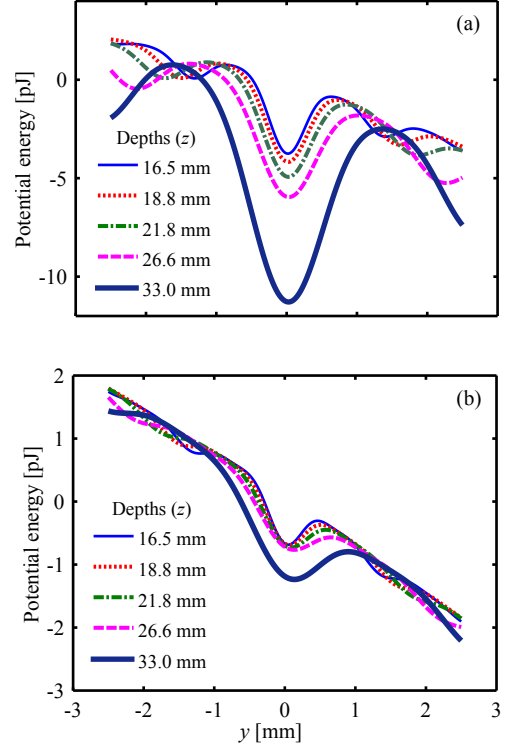 (a)
0
-5
-10
Potential energy [pJ]
Depths (z)
16.5 mm
18.8 mm
21.8 mm
26.6 mm
33.0 mm
(b)
2
1
0
-1
-2
-3
Potential energy [pJ]
Depths (z)
16.5 mm
18.8 mm
21.8 mm
26.6 mm
33.0 mm
-3 -2 -1 0 1 2 3
y [mm]